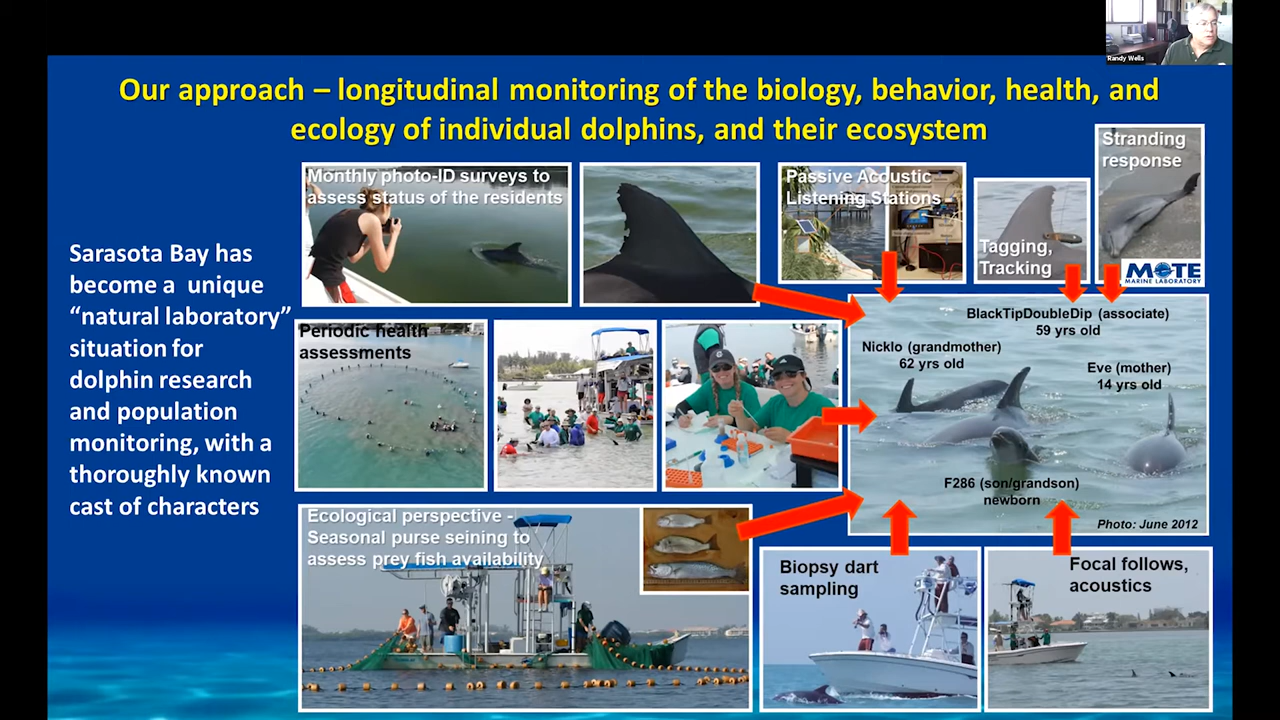 Randy Wells
Our approach – longitudinal monitoring of the biology, behavior, health, and
ecology of individual dolphins, and their ecosystem
Sarasota Bay has
become a unique
“natural laboratory”
situation for
dolphin research
and population
monitoring, with a
thoroughly known
cast of characters
Monthly photo-ID surveys to
assess status of the residents
Passive Acoustic
Listening Stations
Tagging,
Tracking
Stranding
response
MOTE
MARINE LABORATORY
Periodic health
assessments
BlackTipDoubleDip (associate)
59 yrs old
Nicklo (grandmother)
62 yrs old
Eve (mother)
14 yrs old
F286 (son/grandson)
newborn
Photo: June 2012
Ecological perspective -
Seasonal purse seining to
assess prey fish availability
Biopsy dart
sampling
Focal follows,
acoustics